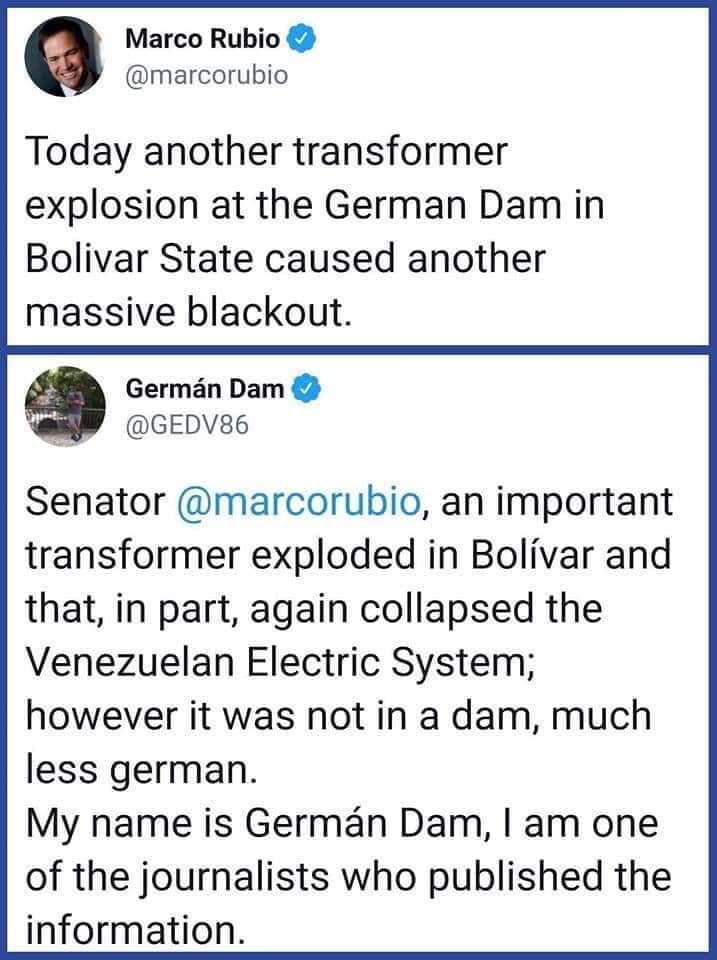 Marco Rubio
@marcorubio
Today another transformer
explosion at the German Dam in
Bolivar State caused another
massive blackout.
Germán Dam
@GEDV86
Senator @marcorubio, an important
transformer exploded in Bolívar and
that, in part, again collapsed the
Venezuelan Electric System;
however it was not in a dam, much
less german.
My name is Germán Dam, I am one
of the journalists who published the
information.